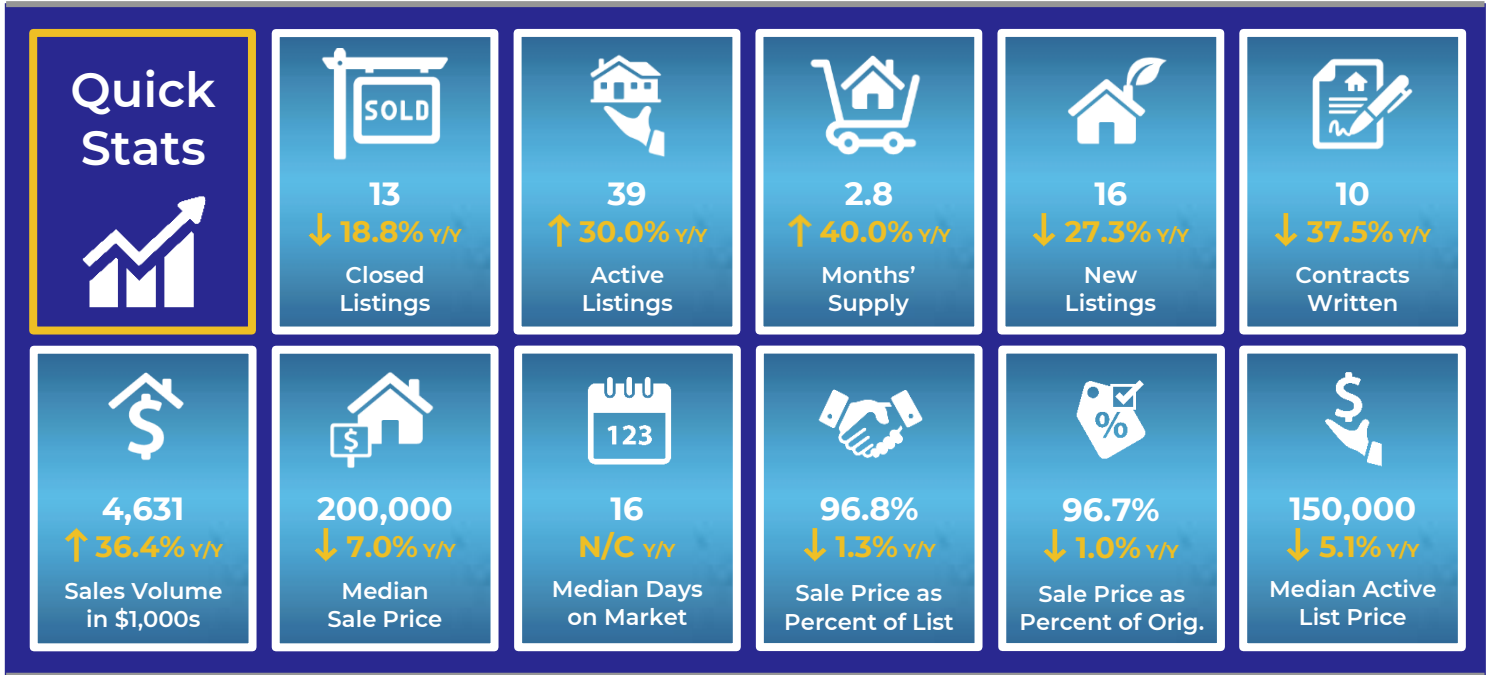 Quick
Stats
SOLD
13
↓ 18.8% Y/Y
Closed
Listings
39
↑ 30.0% Y/Y
Active
Listings
2.8
↑ 40.0% Y/Y
Months’
Supply
16
↓ 27.3% Y/Y
New
Listings
10
↓ 37.5% Y/Y
Contracts
Written
$
4,631
↑ 36.4% Y/Y
Sales Volume
in $1,000s
$
200,000
↓ 7.0% Y/Y
Median
Sale Price
123
16
N/C Y/Y
Median Days
on Market
96.8%
↓ 1.3% Y/Y
Sale Price as
Percent of List
%
96.7%
↓ 1.0% Y/Y
Sale Price as
Percent of Orig.
$
150,000
↓ 5.1% Y/Y
Median Active
List Price